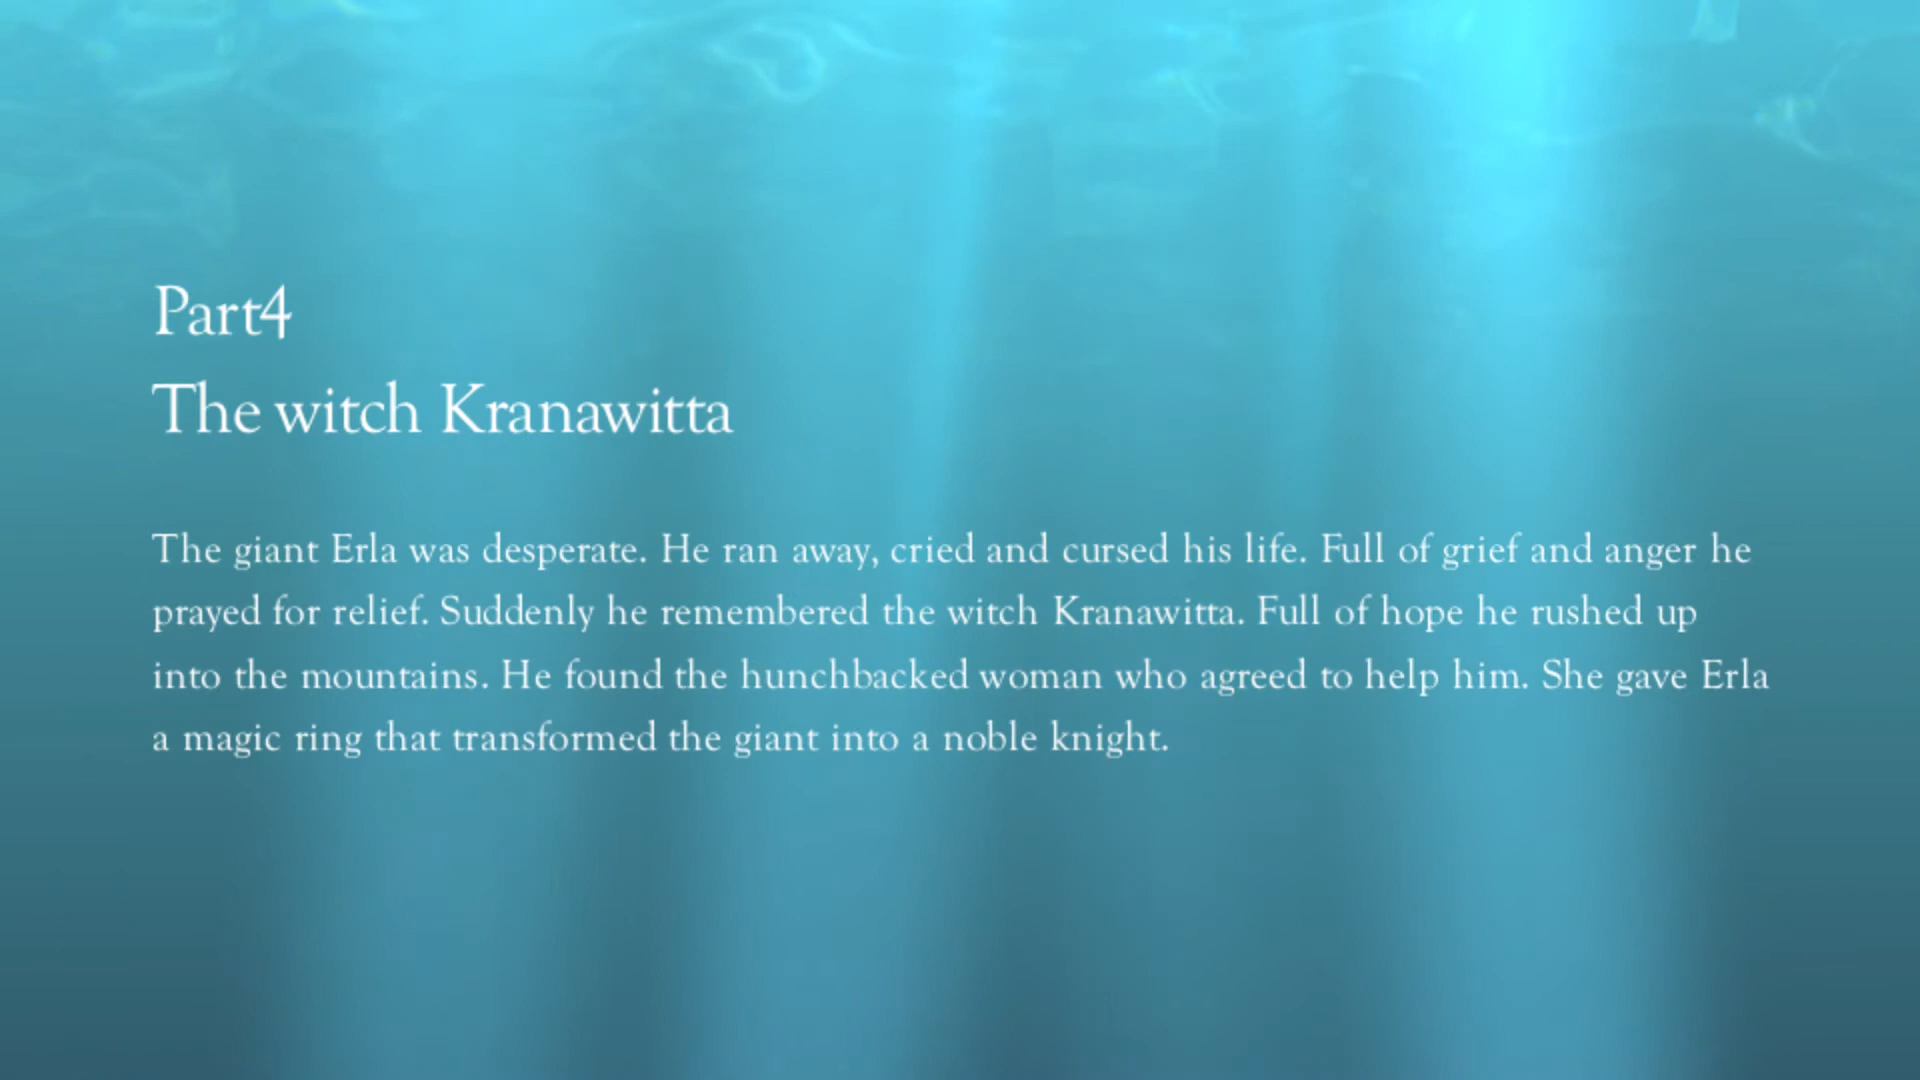 Part4
The witch Kranawitta
The giant Erla was desperate. He ran away, cried and cursed his life. Full of grief and anger he
prayed for relief. Suddenly he remembered the witch Kranawitta. Full of hope he rushed up
into the mountains. He found the hunchbacked woman who agreed to help him. She gave Erla
a magic ring that transformed the giant into a noble knight.